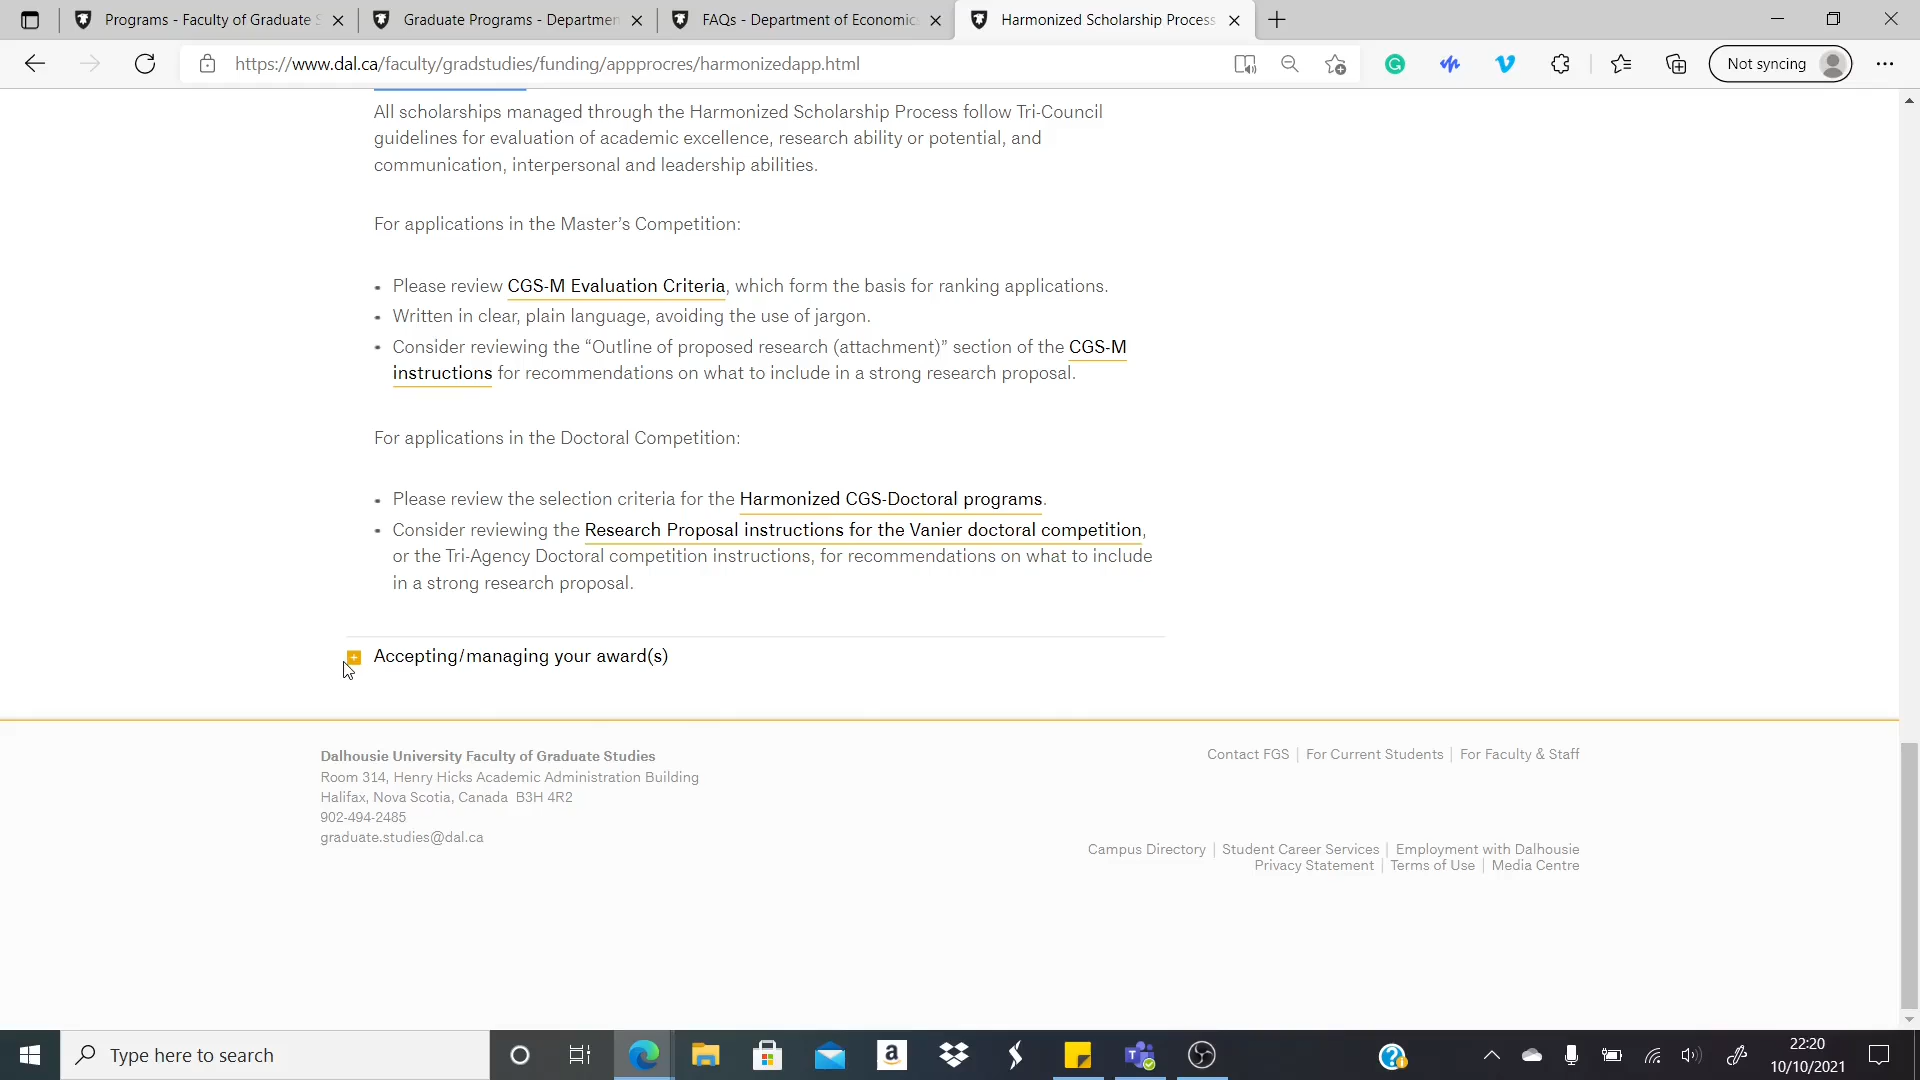 Programs - Faculty of Graduate S
Graduate Programs - Departmen
FAQs - Department of Economic
Harmonized Scholarship Process
https://www.dal.ca/faculty/gradstudies/funding/appprocres/harmonizedapp.html
Not syncing
All scholarships managed through the Harmonized Scholarship Process follow Tri-Council
guidelines for evaluation of academic excellence, research ability or potential, and
communication, interpersonal and leadership abilities.
For applications in the Master’s Competition:
Please review CGS-M Evaluation Criteria, which form the basis for ranking applications.
Written in clear, plain language, avoiding the use of jargon.
Consider reviewing the “Outline of proposed research (attachment)” section of the CGS-M
instructions for recommendations on what to include in a strong research proposal.
For applications in the Doctoral Competition:
Please review the selection criteria for the Harmonized CGS-Doctoral programs.
Consider reviewing the Research Proposal instructions for the Vanier doctoral competition,
or the Tri-Agency Doctoral competition instructions, for recommendations on what to include
in a strong research proposal.
Accepting/managing your award(s)
Dalhousie University Faculty of Graduate Studies
Room 314, Henry Hicks Academic Administration Building
Halifax, Nova Scotia, Canada B3H 4R2
902-494-2485
graduate.studies@dal.ca
Contact FGS | For Current Students | For Faculty & Staff
Campus Directory | Student Career Services | Employment with Dalhousie
Privacy Statement | Terms of Use | Media Centre
Type here to search
22:20
10/10/2021